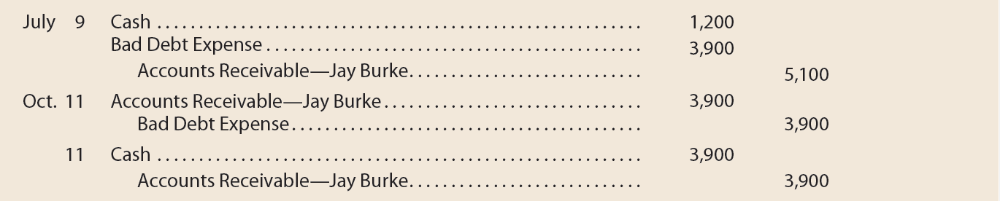 July 9 Cash ........................................................ 1,200
Bad Debt Expense ............................................ 3,900
Accounts Receivable—Jay Burke............................ 5,100
Oct. 11 Accounts Receivable—Jay Burke............................... 3,900
Bad Debt Expense.......................................... 3,900
11 Cash ........................................................ 3,900
Accounts Receivable—Jay Burke............................ 3,900